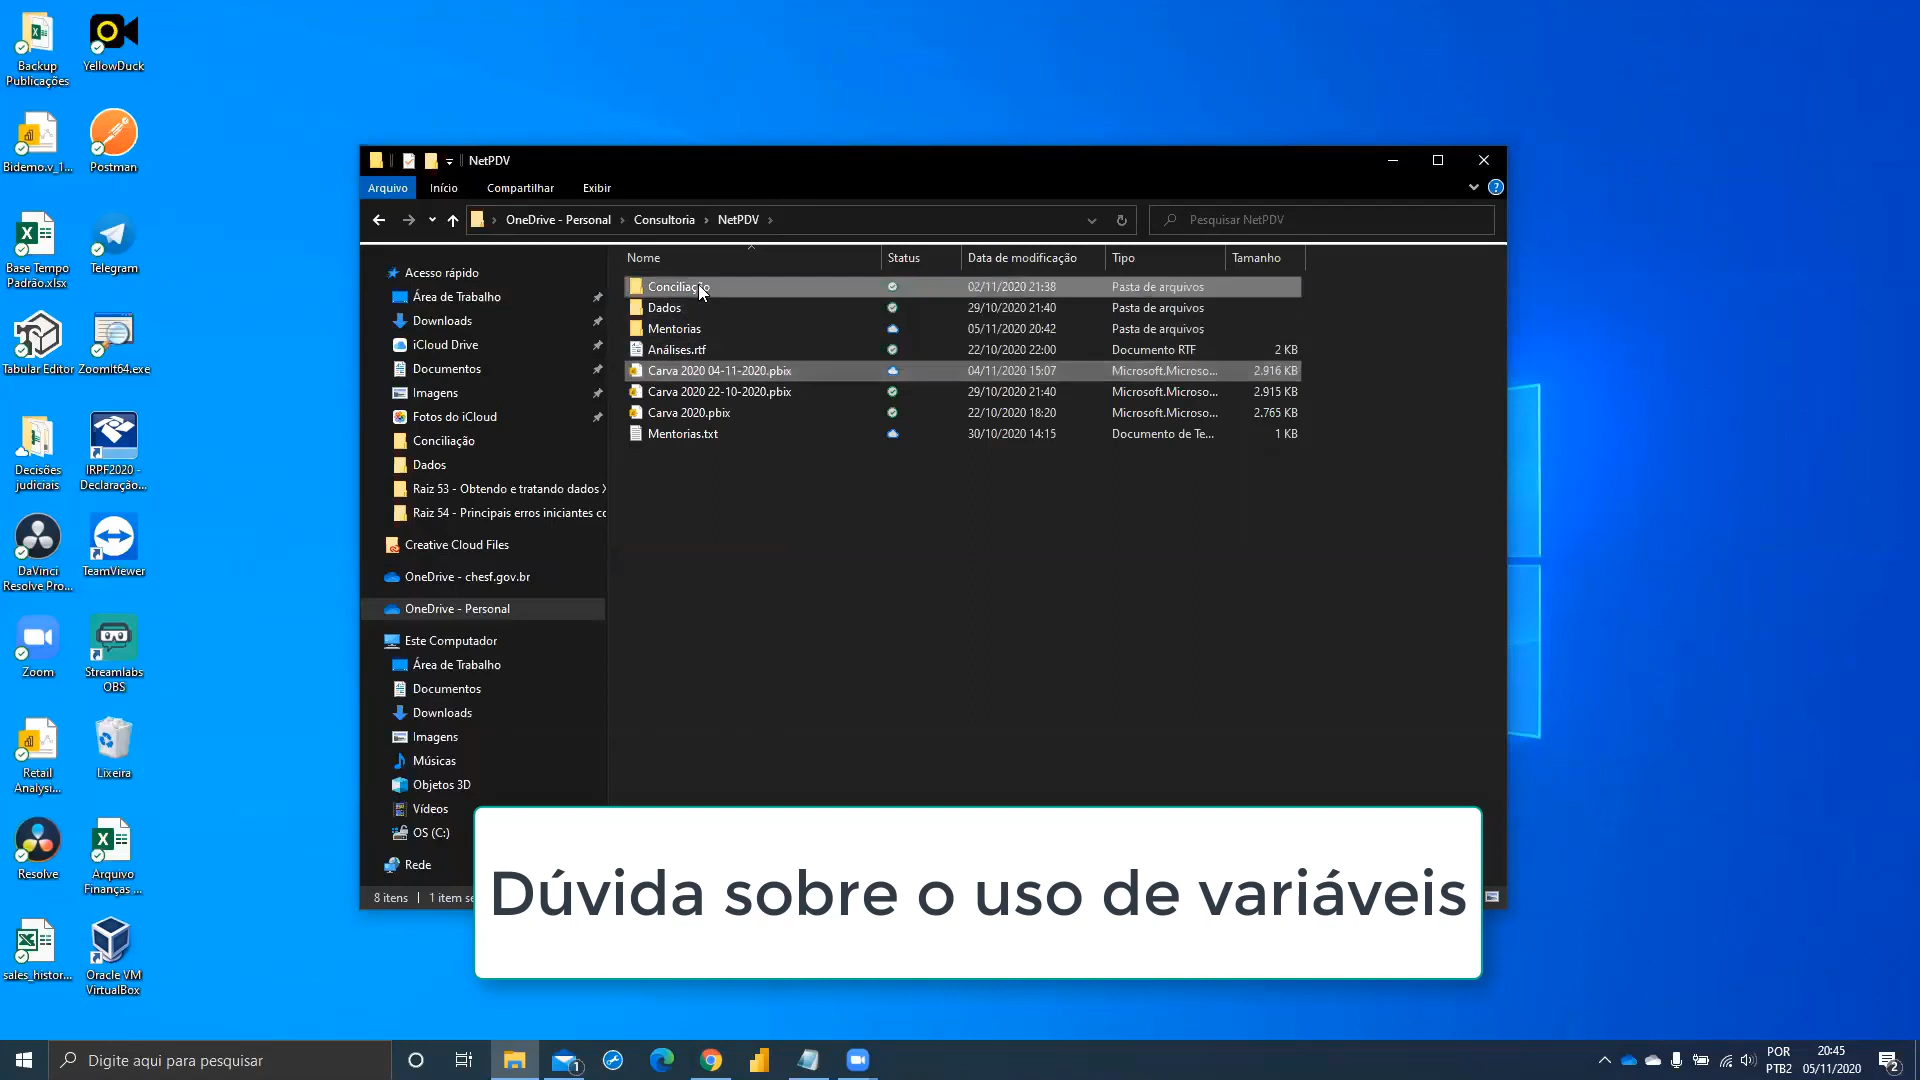 Backup
Publicações
YellowDuck
Bidemo.v_1...
Postman
Base Tempo
Padrão.xlsx
Telegram
Tabular Editor
ZoomIt64.exe
Decisões
judiciais
IRPF2020 -
Declaração...
DaVinci
Resolve Pro...
TeamViewer
Zoom
Streamlabs
OBS
Retail
Analysi...
Lixeira
Resolve
Arquivo
Finanças ...
sales_histor...
Oracle VM
VirtualBox
NetPDV
Arquivo
Início
Compartilhar
Exibir
OneDrive - Personal
Consultoria
NetPDV
Pesquisar NetPDV
Acesso rápido
Área de Trabalho
Downloads
iCloud Drive
Documentos
Imagens
Fotos do iCloud
Conciliação
Dados
Raiz 53 - Obtendo e tratando dados X
Raiz 54 - Principais erros iniciantes co
Creative Cloud Files
OneDrive - chesf.gov.br
OneDrive - Personal
Este Computador
Área de Trabalho
Documentos
Downloads
Imagens
Músicas
Objetos 3D
Vídeos
OS (C:)
Rede
8 itens
1 item se
Nome Status Data de modificação Tipo Tamanho
Conciliação 02/11/2020 21:38 Pasta de arquivos
Dados 29/10/2020 21:40 Pasta de arquivos
Mentorias 05/11/2020 20:42 Pasta de arquivos
Análises.rtf 22/10/2020 22:00 Documento RTF 2 KB
Carva 2020 04-11-2020.pbix 04/11/2020 15:07 Microsoft.Microso... 2.916 KB
Carva 2020 22-10-2020.pbix 29/10/2020 21:40 Microsoft.Microso... 2.915 KB
Carva 2020.pbix 22/10/2020 18:20 Microsoft.Microso... 2.765 KB
Mentorias.txt 30/10/2020 14:15 Documento de Te... 1 KB
Dúvida sobre o uso de variáveis
Digite aqui para pesquisar
1
POR
PTB2
20:45
05/11/2020
2